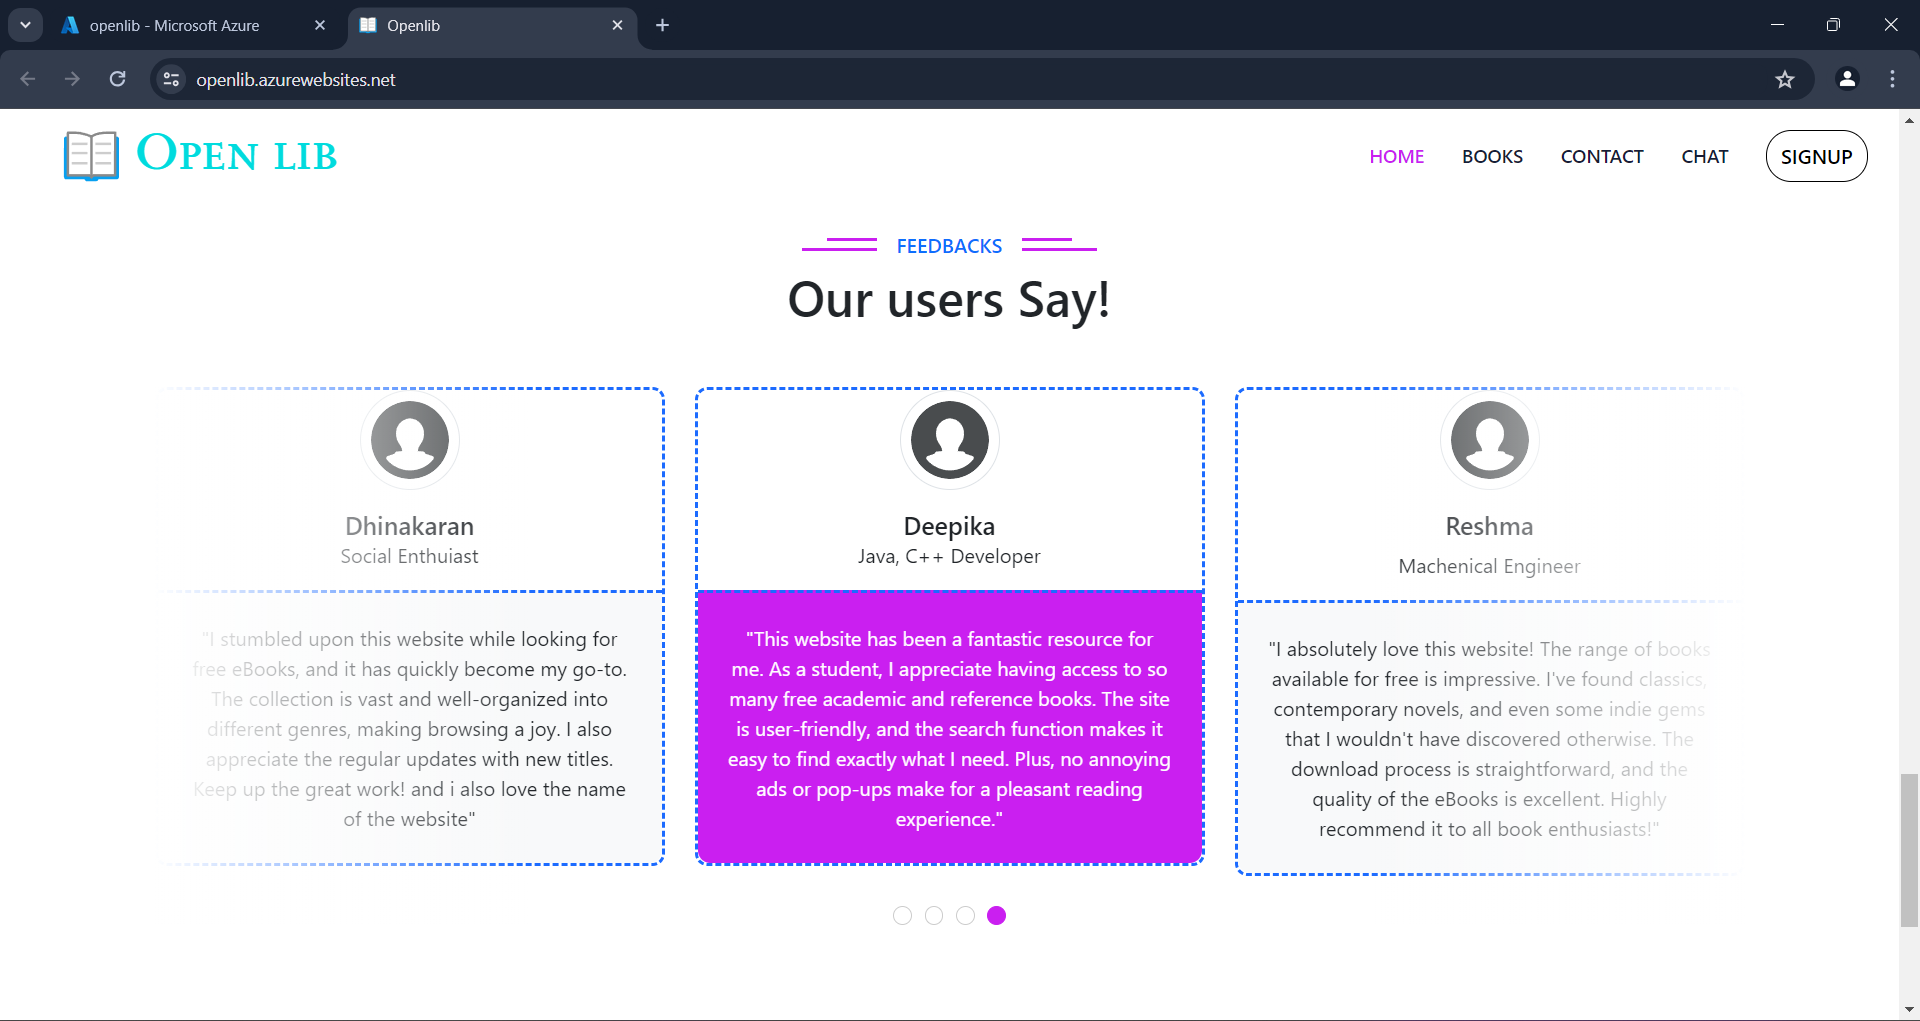 openlib - Microsoft Azure
Openlib
openlib.azurewebsites.net
OPEN LIB
HOME
BOOKS
CONTACT
CHAT
SIGNUP
FEEDBACKS
Our users Say!
Dhinakaran
Social Enthuiast
"I stumbled upon this website while looking for
free eBooks, and it has quickly become my go-to.
The collection is vast and well-organized into
different genres, making browsing a joy. I also
appreciate the regular updates with new titles.
Keep up the great work! and i also love the name
of the website"
Deepika
Java, C++ Developer
"This website has been a fantastic resource for
me. As a student, I appreciate having access to so
many free academic and reference books. The site
is user-friendly, and the search function makes it
easy to find exactly what I need. Plus, no annoying
ads or pop-ups make for a pleasant reading
experience."
Reshma
Machenical Engineer
"I absolutely love this website! The range of books
available for free is impressive. I've found classics,
contemporary novels, and even some indie gems
that I wouldn't have discovered otherwise. The
download process is straightforward, and the
quality of the eBooks is excellent. Highly
recommend it to all book enthusiasts!"